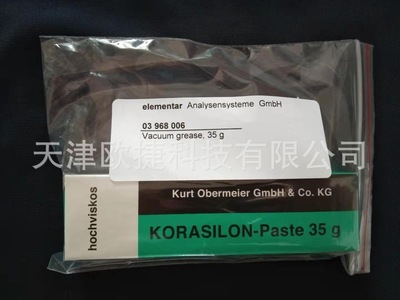 elementar Analysensysteme GmbH
03 968 006
Vacuum grease, 35 g
天津欧捷科技有限公司
hochviskos
Kurt Obermeier GmbH & Co. KG
KORASILON-Paste 35 g